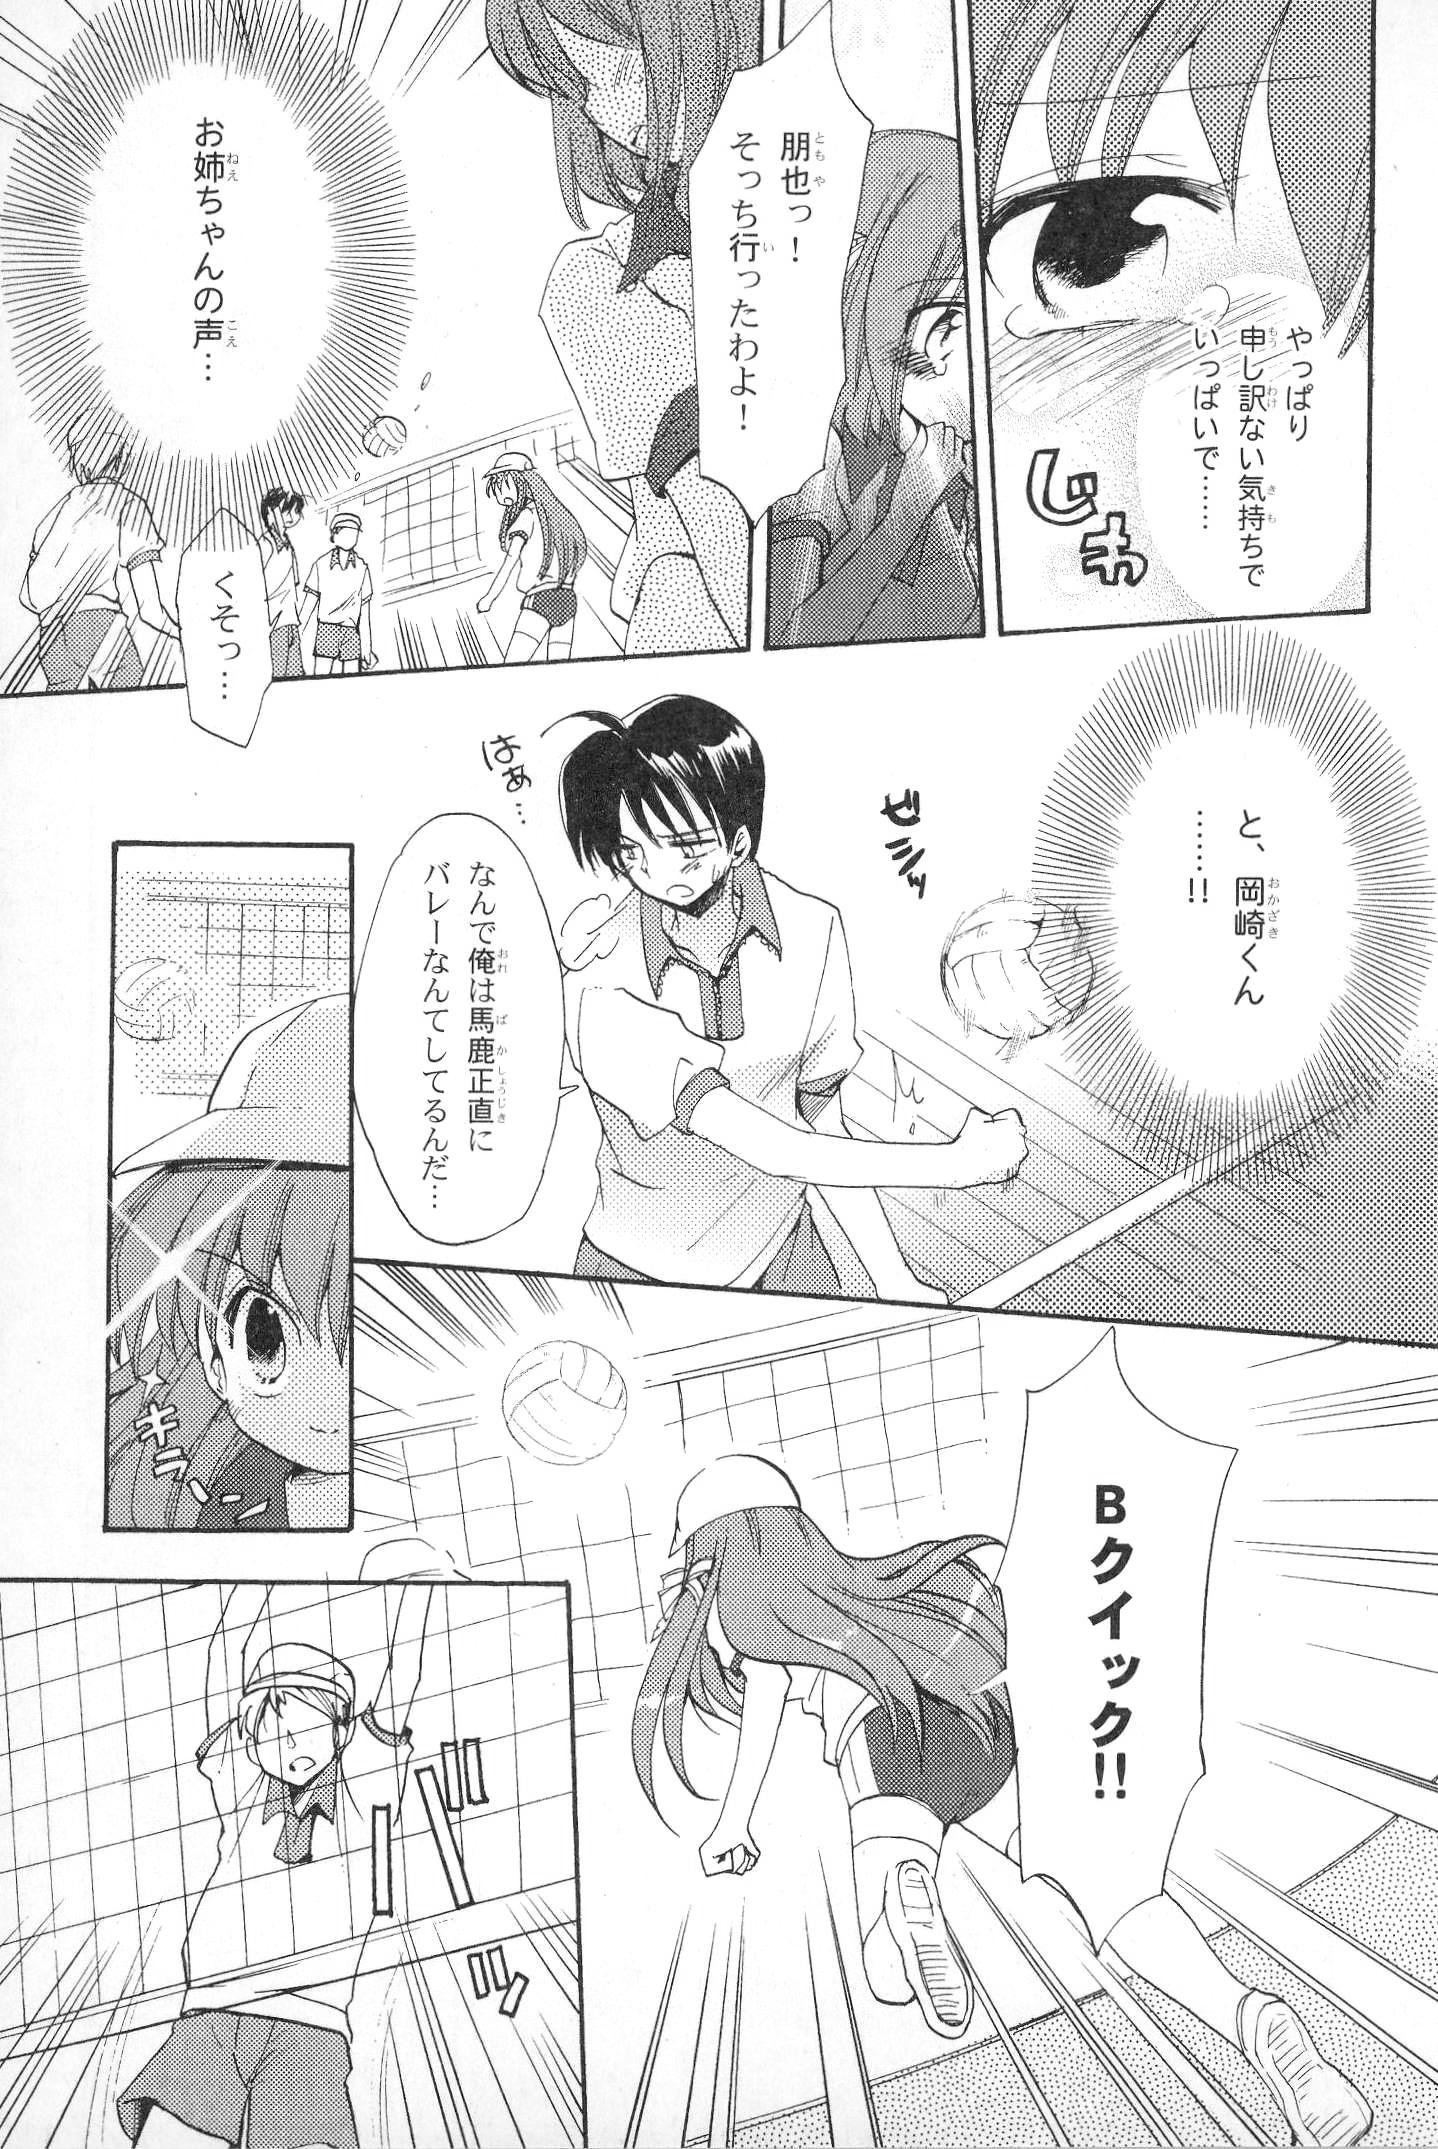 やっぱり
申し訳ない気持ちで
いっぱいで……
じわ
朋也っ！
そっち行ったわよ！
お姉ちゃんの声…
くそっ…
と、岡崎くん
……!!
ゼェッ
はぁ…
なんで俺は馬鹿正直に
バレーなんてしてるんだ…
キラーン
Bクイック!!